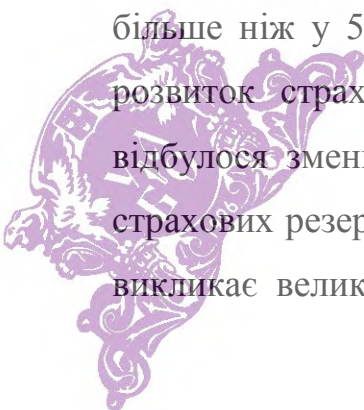 більше ніж у 5
розвиток страх
відбулося змен
страхових резер
викликає велик